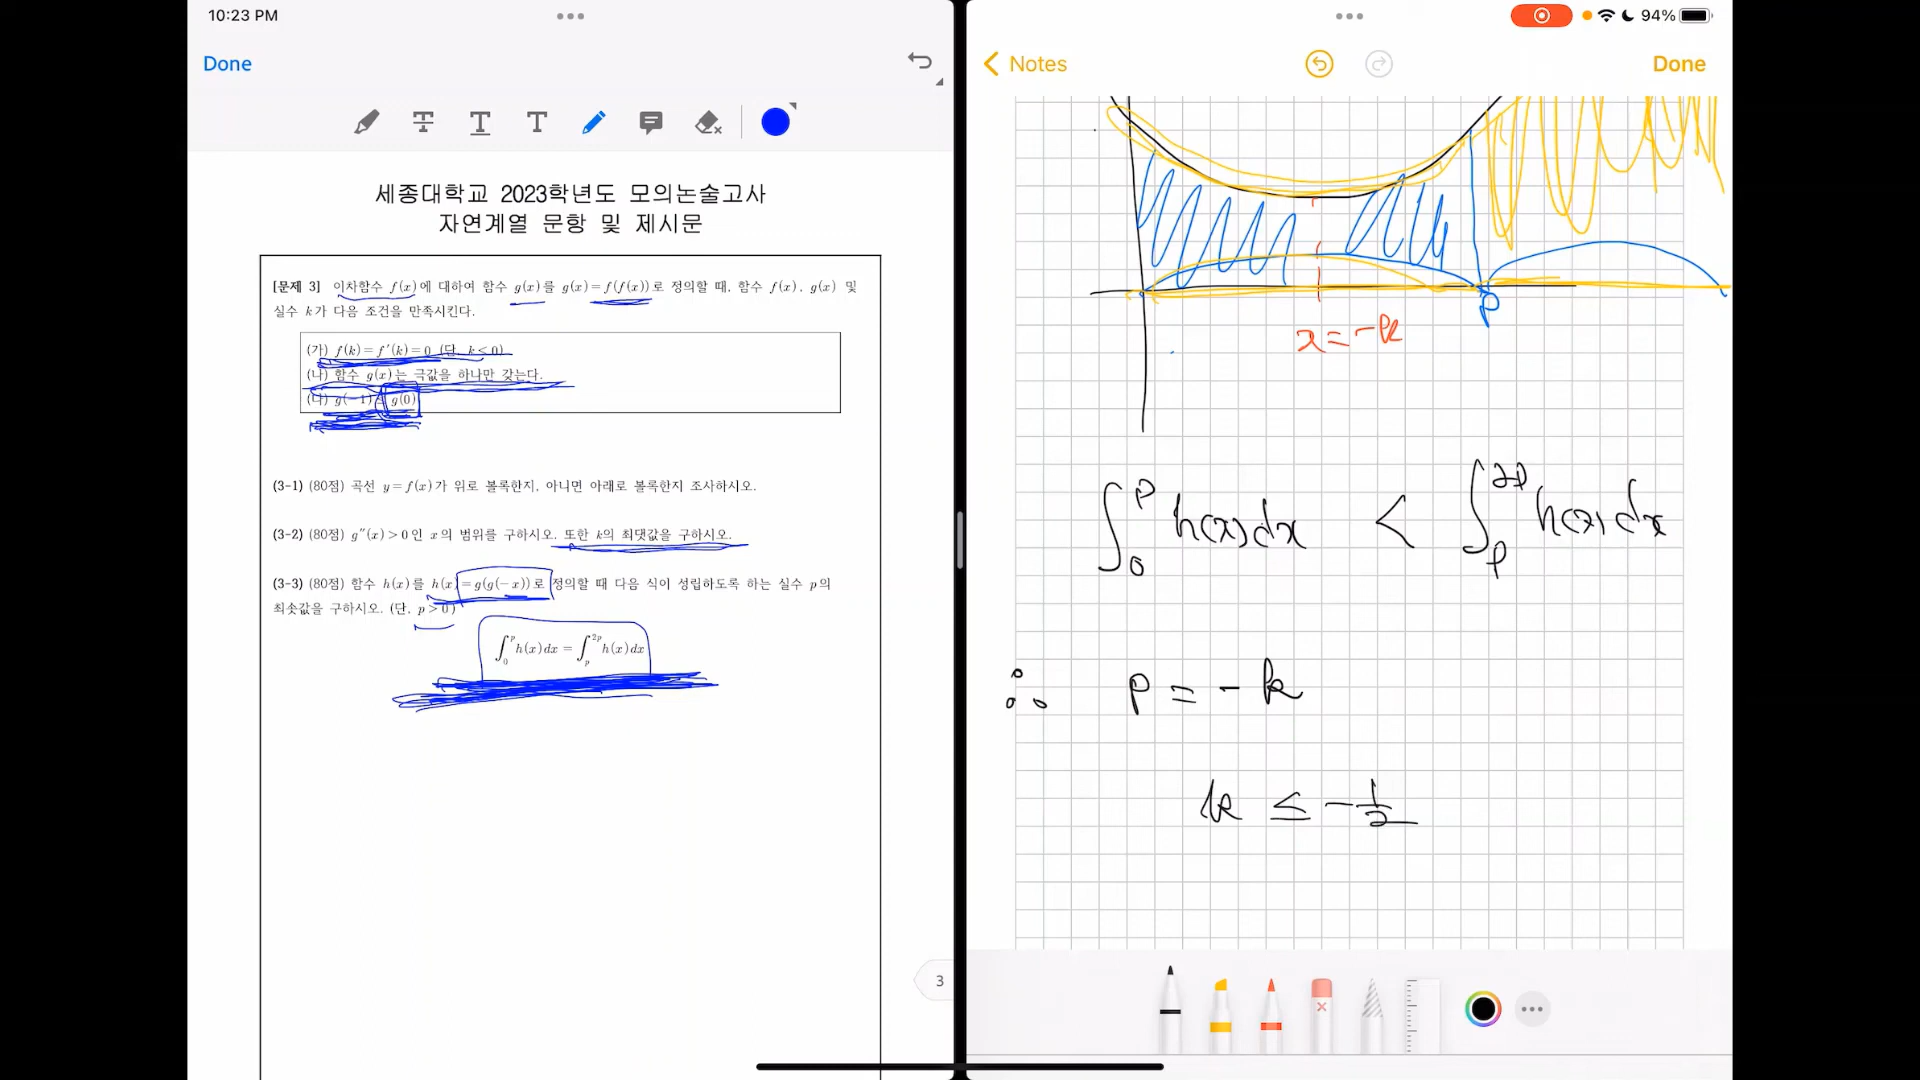 10:23 PM
94%
Done
Notes
Done
세종대학교 2023학년도 모의논술고사
자연계열 문항 및 제시문
[문제 3] 이차함수 f(x)에 대하여 함수 g(x)를 g(x)=f(f(x))로 정의할 때, 함수 f(x), g(x) 및
실수 k가 다음 조건을 만족시킨다.
(가) f(k)=f′(k)=0 (단, k<0)
(나) 함수 g(x)는 극값을 하나만 갖는다.
(다) g(−1) g(0)
(3-1) (80점) 곡선 y=f(x)가 위로 볼록한지, 아니면 아래로 볼록한지 조사하시오.
(3-2) (80점) g″(x)>0인 x의 범위를 구하시오. 또한 k의 최댓값을 구하시오.
(3-3) (80점) 함수 h(x)를 h(x)=g(g(−x))로 정의할 때 다음 식이 성립하도록 하는 실수 p의
최솟값을 구하시오. (단, p>0)
∫₀ᵖ h(x)dx = ∫ₚ²ᵖ h(x)dx
3
P
x=-k
∫₀ᵖ h(x)dx < ∫ₚ²ᵖ h(x)dx
∴ p = -k
k ≤ -1/2